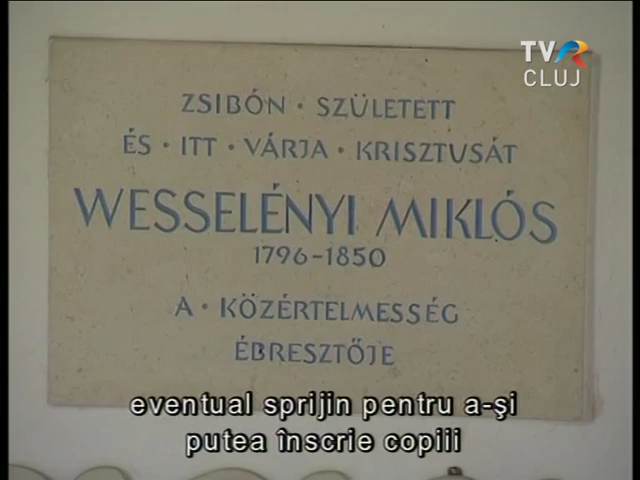 TVR
CLUJ
ZSIBÓN · SZÜLETETT
ÉS · ITT · VÁRJA · KRISZTUSÁT
WESSELÉNYI MIKLÓS
1796-1850
A · KÖZÉRTELMESSÉG
ÉBRESZTŐJE
eventual sprijin pentru a-şi
putea înscrie copiii